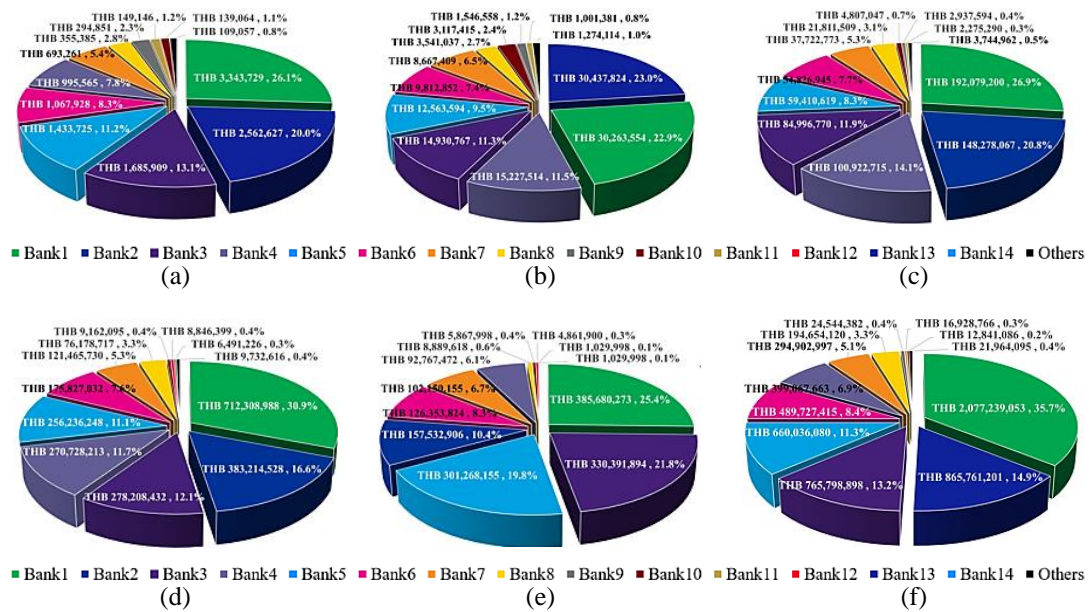 THB 149,146 , 1.2%
THB 139,064 , 1.1%
THB 294,851 , 2.3%
THB 109,057 , 0.8%
THB 355,385 , 2.8%
THB 693,261 , 5.4%
THB 995,565 , 7.8%
THB 1,067,928 , 8.3%
THB 1,433,725 , 11.2%
THB 1,685,909 , 13.1%
THB 2,562,627 , 20.0%
THB 3,343,729 , 26.1%
THB 1,546,558 , 1.2%
THB 1,001,381 , 0.8%
THB 3,117,415 , 2.4%
THB 1,274,114 , 1.0%
THB 3,541,037 , 2.7%
THB 8,667,409 , 6.5%
THB 9,812,852 , 7.4%
THB 12,563,594 , 9.5%
THB 14,930,767 , 11.3%
THB 15,227,514 , 11.5%
THB 30,437,824 , 23.0%
THB 30,263,554 , 22.9%
THB 4,807,047 , 0.7%
THB 2,937,594 , 0.4%
THB 21,811,509 , 3.1%
THB 2,275,290 , 0.3%
THB 37,722,773 , 5.3%
THB 3,744,962 , 0.5%
7.7%
THB 59,410,619 , 8.3%
THB 84,996,770 , 11.9%
THB 100,922,715 , 14.1%
THB 148,278,067 , 20.8%
THB 192,079,200 , 26.9%
Bank1 Bank2 Bank3 Bank4 Bank5 Bank6 Bank7 Bank8 Bank9 Bank10 Bank11 Bank12 Bank13 Bank14 Others
(a) (b) (c)
THB 9,162,095 , 0.4%
THB 8,846,399 , 0.4%
THB 76,178,717 , 3.3%
THB 6,491,226 , 0.3%
THB 121,465,730 , 5.3%
THB 9,732,616 , 0.4%
THB 175,827,032 , 7.6%
THB 256,236,248 , 11.1%
THB 270,728,213 , 11.7%
THB 278,208,432 , 12.1%
THB 383,214,528 , 16.6%
THB 712,308,988 , 30.9%
THB 5,867,998 , 0.4%
THB 4,861,900 , 0.3%
THB 8,889,618 , 0.6%
THB 1,029,998 , 0.1%
THB 92,767,472 , 6.1%
THB 1,029,998 , 0.1%
THB 102,150,155 , 6.7%
THB 126,353,824 , 8.3%
THB 157,532,906 , 10.4%
THB 301,268,155 , 19.8%
THB 330,391,894 , 21.8%
THB 385,680,273 , 25.4%
THB 24,544,382 , 0.4%
THB 16,928,766 , 0.3%
THB 194,654,120 , 3.3%
THB 12,841,086 , 0.2%
THB 294,902,997 , 5.1%
THB 21,964,095 , 0.4%
THB 399,067,663 , 6.9%
THB 489,727,415 , 8.4%
THB 660,036,080 , 11.3%
THB 765,798,898 , 13.2%
THB 865,761,201 , 14.9%
THB 2,077,239,053 , 35.7%
Bank1 Bank2 Bank3 Bank4 Bank5 Bank6 Bank7 Bank8 Bank9 Bank10 Bank11 Bank12 Bank13 Bank14 Others
(d) (e) (f)